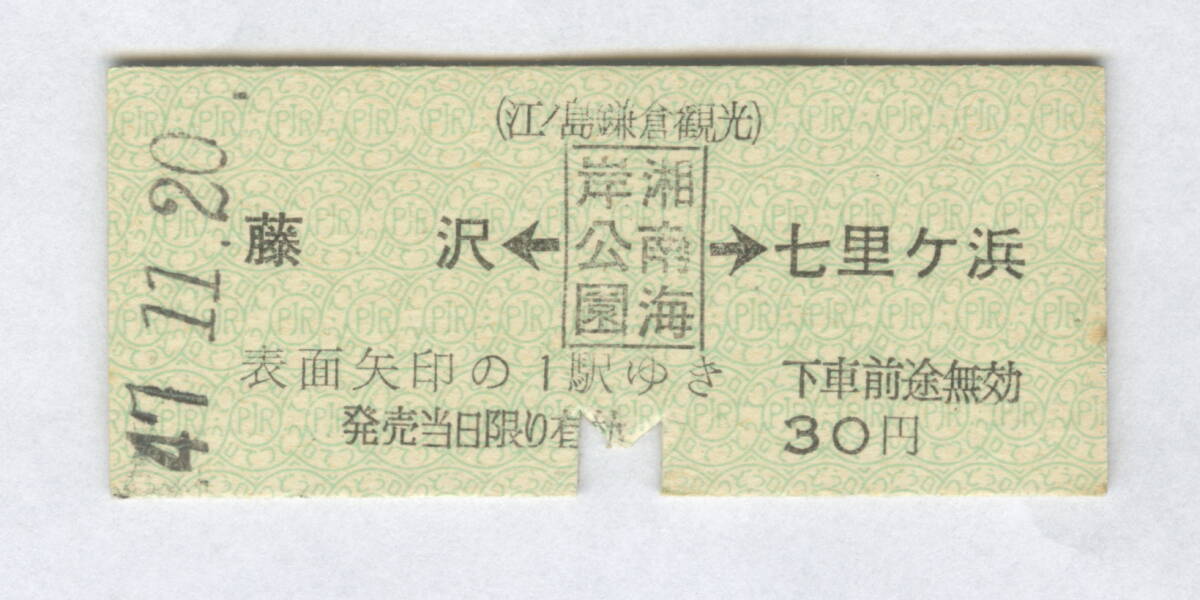 (江ノ島鎌倉観光)
湘南海岸公園
藤沢←→七里ケ浜
表面矢印の1駅ゆき
下車前途無効
発売当日限り有効
30円
47.11.20